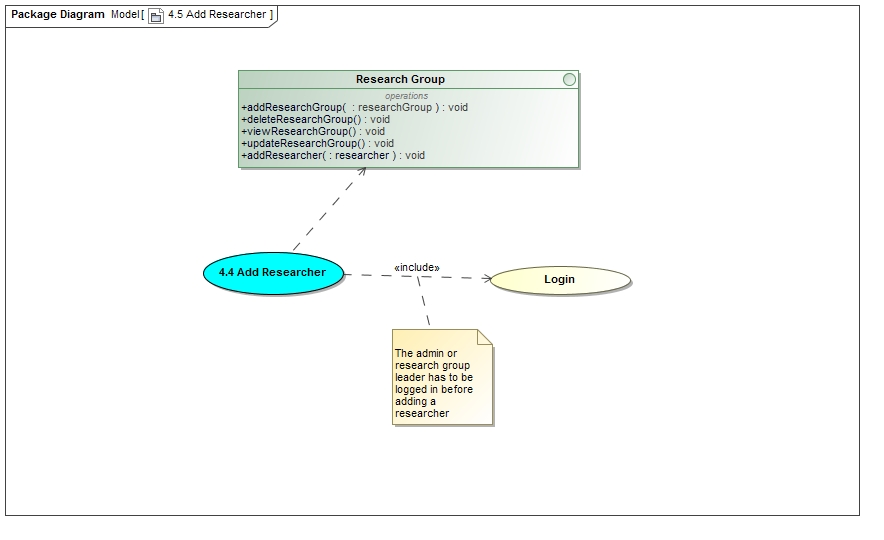 Package Diagram Model[ 4.5 Add Researcher ]
Research Group
operations
+addResearchGroup( : researchGroup ) : void
+deleteResearchGroup() : void
+viewResearchGroup() : void
+updateResearchGroup() : void
+addResearcher( : researcher ) : void
4.4 Add Researcher
«include»
Login
The admin or
research group
leader has to be
logged in before
adding a
researcher